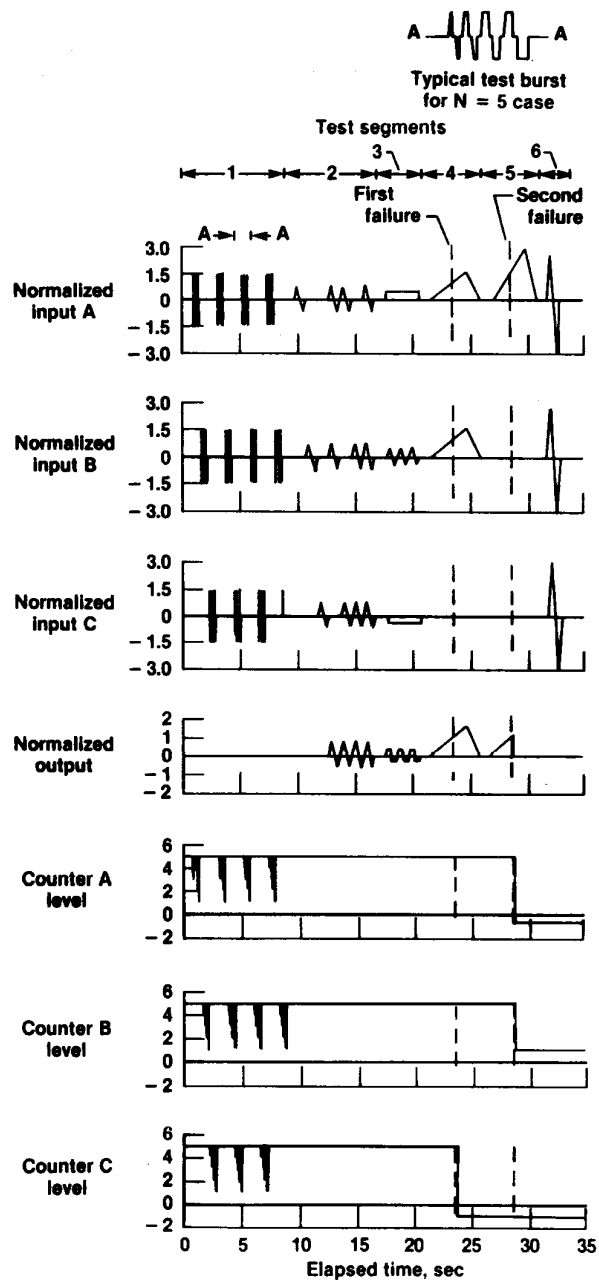 A A
Typical test burst
for N = 5 case
Test segments
1 2 3 4 5 6
First
failure
Second
failure
A A
Normalized
input A
3.0
1.5
0
– 1.5
– 3.0
Normalized
input B
3.0
1.5
0
– 1.5
– 3.0
Normalized
input C
3.0
1.5
0
– 1.5
– 3.0
Normalized
output
2
1
0
– 1
– 2
Counter A
level
6
4
2
0
– 2
Counter B
level
6
4
2
0
– 2
Counter C
level
6
4
2
0
– 2
0 5 10 15 20 25 30 35
Elapsed time, sec